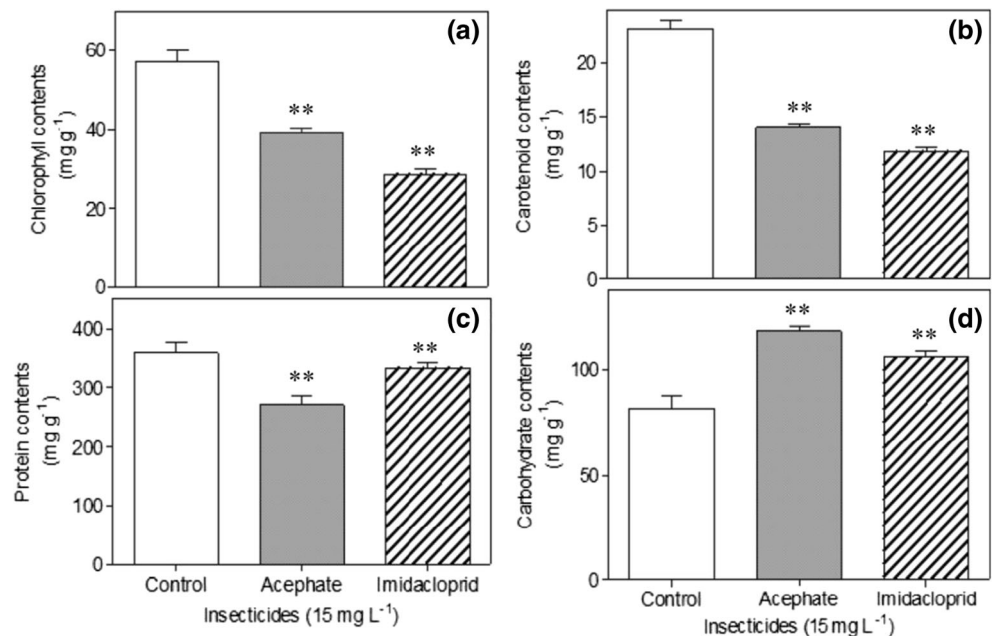 (a)
Chlorophyll contents
(mg g⁻¹)
60
40
20
0
**
**
(b)
Carotenoid contents
(mg g⁻¹)
20
15
10
5
0
**
**
(c)
Protein contents
(mg g⁻¹)
400
300
200
100
0
**
**
Control Acephate Imidacloprid
Insecticides (15 mg L⁻¹)
(d)
Carbohydrate contents
(mg g⁻¹)
100
50
0
**
**
Control Acephate Imidacloprid
Insecticides (15 mg L⁻¹)